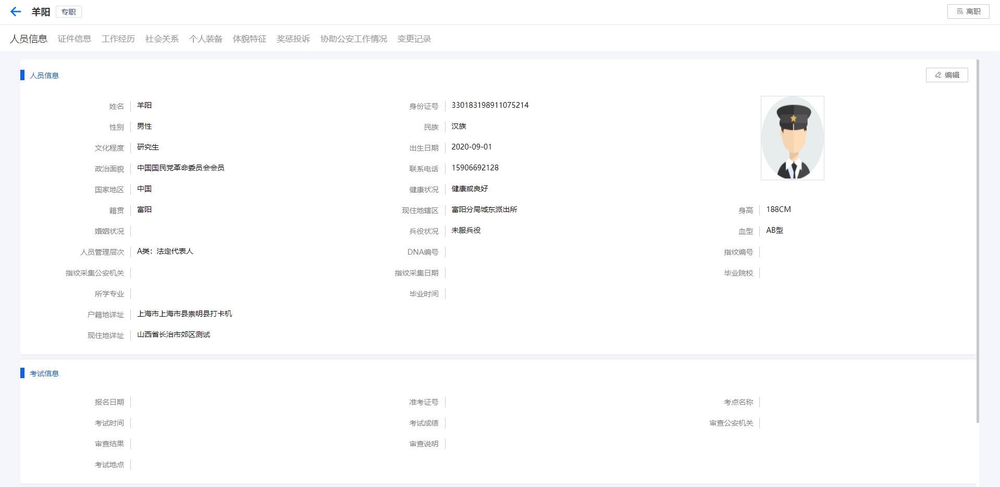 羊阳 专职 离职
人员信息 证件信息 工作经历 社会关系 个人装备 体貌特征 奖惩投诉 协助公安工作情况 变更记录
人员信息 编辑
姓名 羊阳 身份证号 330183198911075214
性别 男性 民族 汉族
文化程度 研究生 出生日期 2020-09-01
政治面貌 中国国民党革命委员会会员 联系电话 15906692128
国家地区 中国 健康状况 健康或良好
籍贯 富阳 现住地辖区 富阳分局城东派出所 身高 188CM
婚姻状况 兵役状况 未服兵役 血型 AB型
人员管理层次 A类：法定代表人 DNA编号 指纹编号
指纹采集公安机关 指纹采集日期 毕业院校
所学专业 毕业时间
户籍地详址 上海市上海市县崇明县打卡机
现住地详址 山西省长治市郊区测试
考试信息
报名日期 准考证号 考点名称
考试时间 考试成绩 审查公安机关
审查结果 审查说明
考试地点